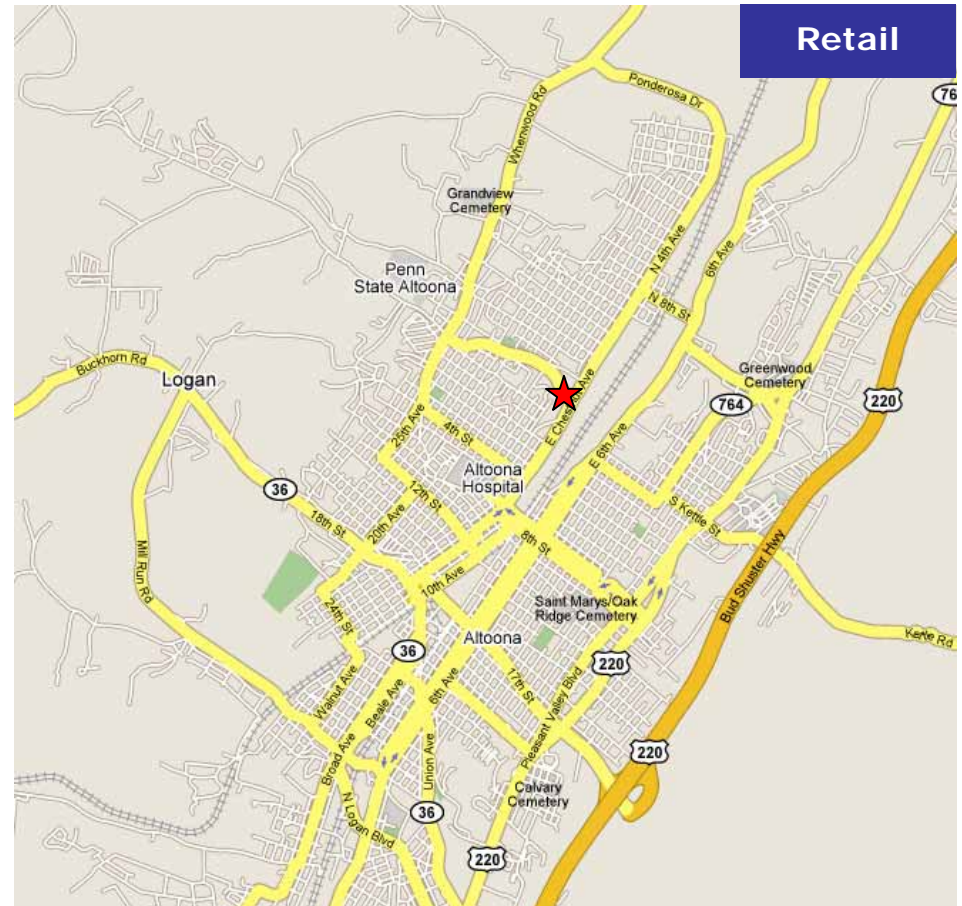 Retail
Ponderosa Dr
76
Wherwood Rd
Grandview
Cemetery
N 4th Ave
6th Ave
Penn
State Altoona
N 8th St
Buckhorn Rd
Logan
Greenwood
Cemetery
220
764
E Chestnut Ave
25th Ave
4th St
E 6th Ave
Altoona
Hospital
36
12th St
20th Ave
18th St
S Kettle St
8th St
Mill Run Rd
10th Ave
Bud Shuster Hwy
24th St
Saint Marys/Oak
Ridge Cemetery
Kettle Rd
36
Altoona
220
Walnut Ave
Beale Ave
6th Ave
17th St
Pleasant Valley Blvd
220
Broad Ave
Union Ave
Calvary
Cemetery
N Logan Blvd
36
220